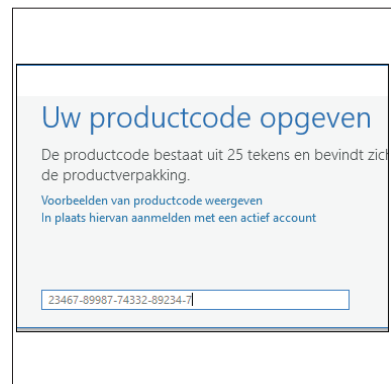 Uw productcode opgeven
De productcode bestaat uit 25 tekens en bevindt zich
de productverpakking.
Voorbeelden van productcode weergeven
In plaats hiervan aanmelden met een actief account
23467-89987-74332-89234-7